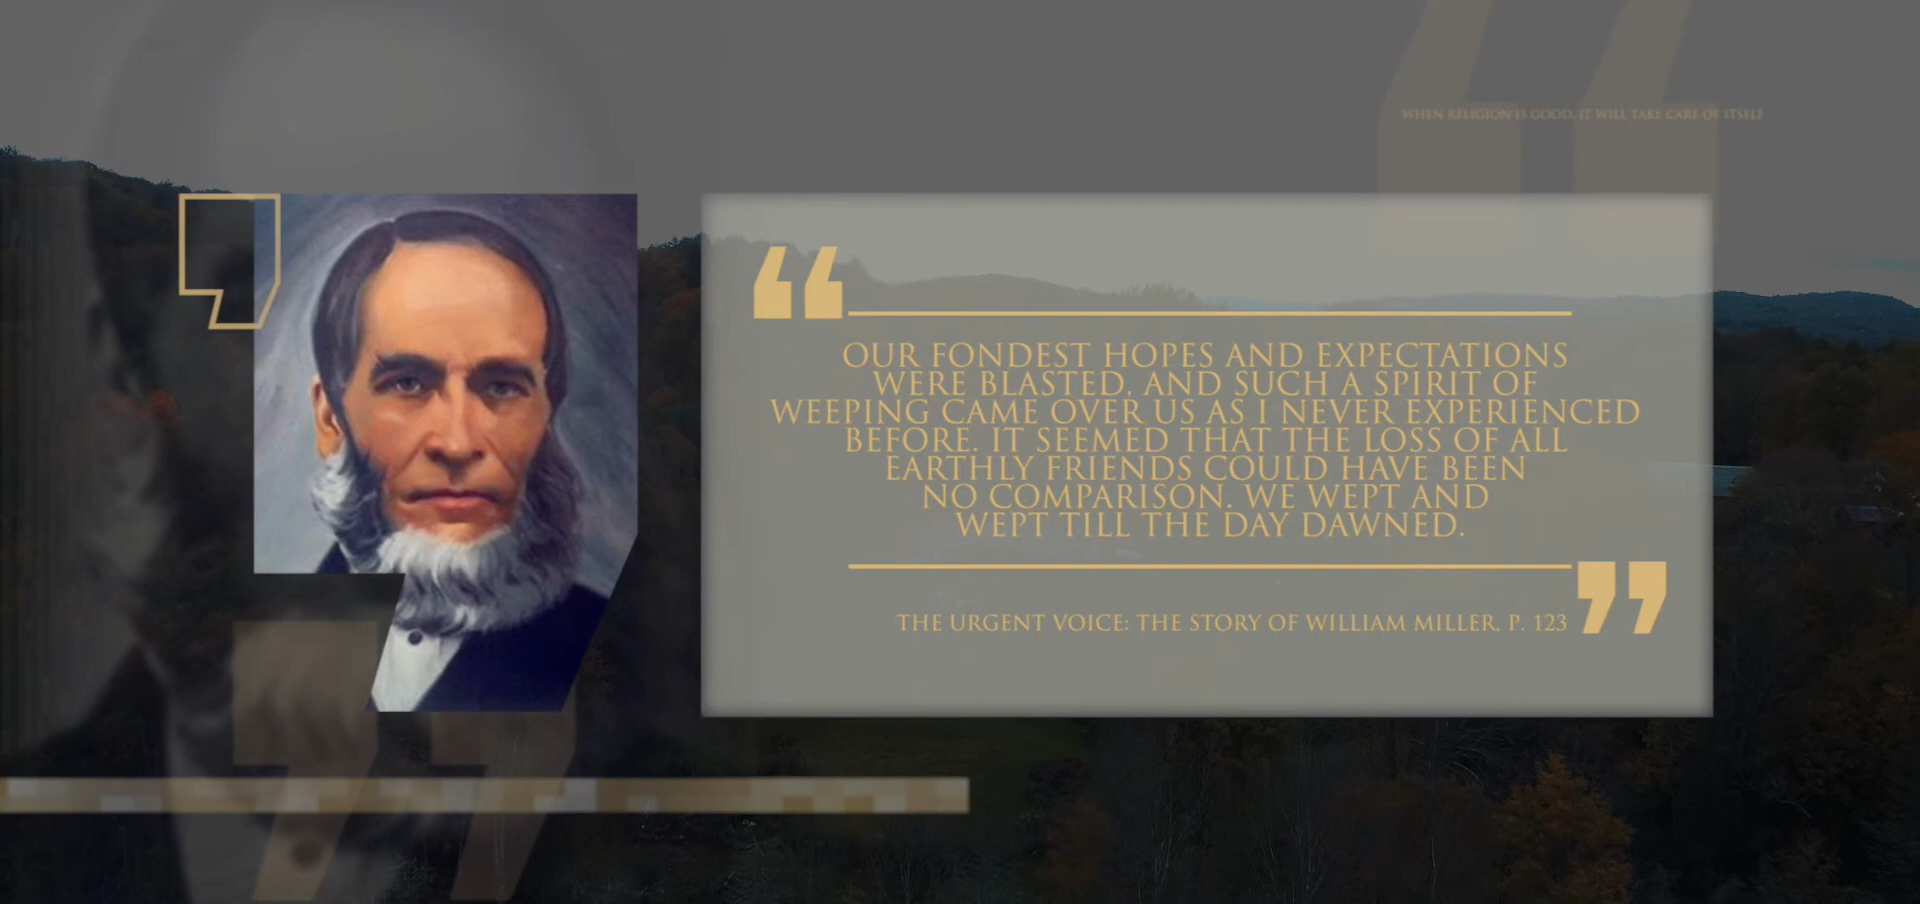 WHEN RELIGION IS GOOD, IT WILL TAKE CARE OF ITSELF
“
OUR FONDEST HOPES AND EXPECTATIONS
WERE BLASTED, AND SUCH A SPIRIT OF
WEEPING CAME OVER US AS I NEVER EXPERIENCED
BEFORE. IT SEEMED THAT THE LOSS OF ALL
EARTHLY FRIENDS COULD HAVE BEEN
NO COMPARISON. WE WEPT AND
WEPT TILL THE DAY DAWNED.
”
THE URGENT VOICE: THE STORY OF WILLIAM MILLER, P. 123